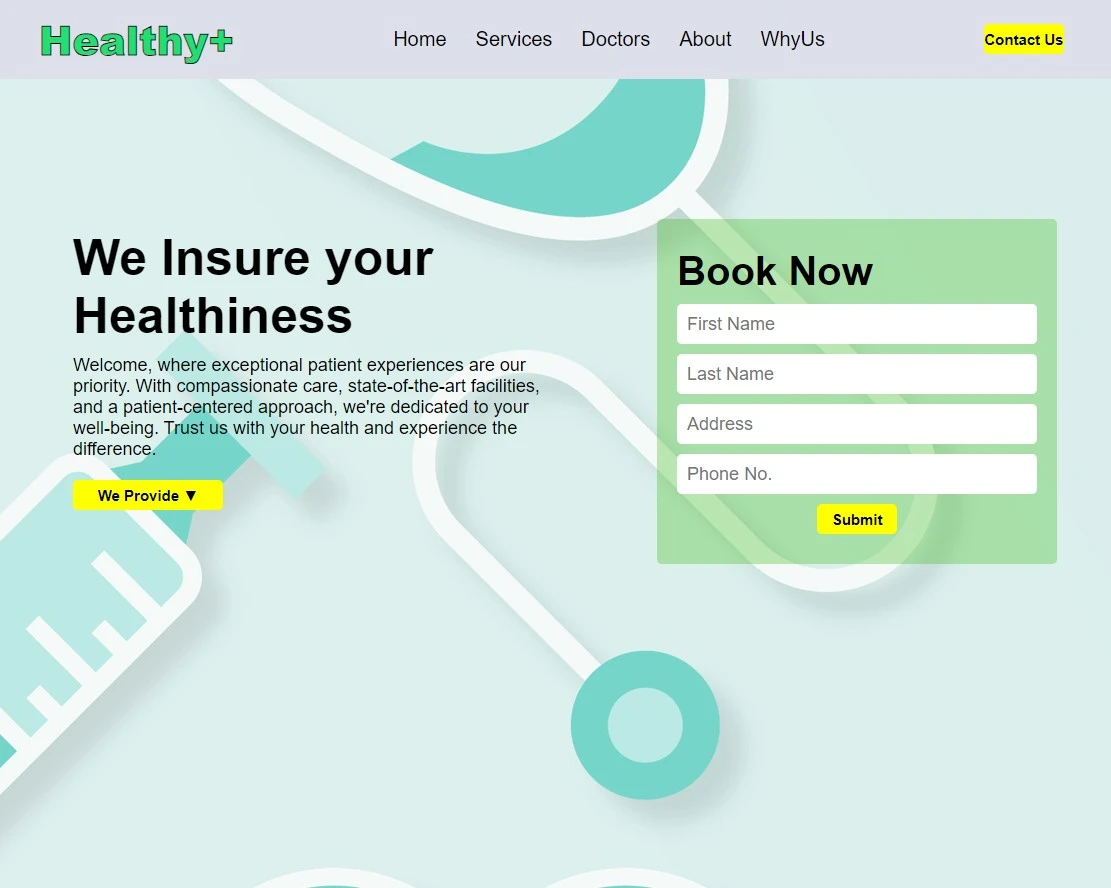 Healthy+
Home Services Doctors About WhyUs
Contact Us
We Insure your
Healthiness
Welcome, where exceptional patient experiences are our
priority. With compassionate care, state-of-the-art facilities,
and a patient-centered approach, we're dedicated to your
well-being. Trust us with your health and experience the
difference.
We Provide ▼
Book Now
First Name
Last Name
Address
Phone No.
Submit